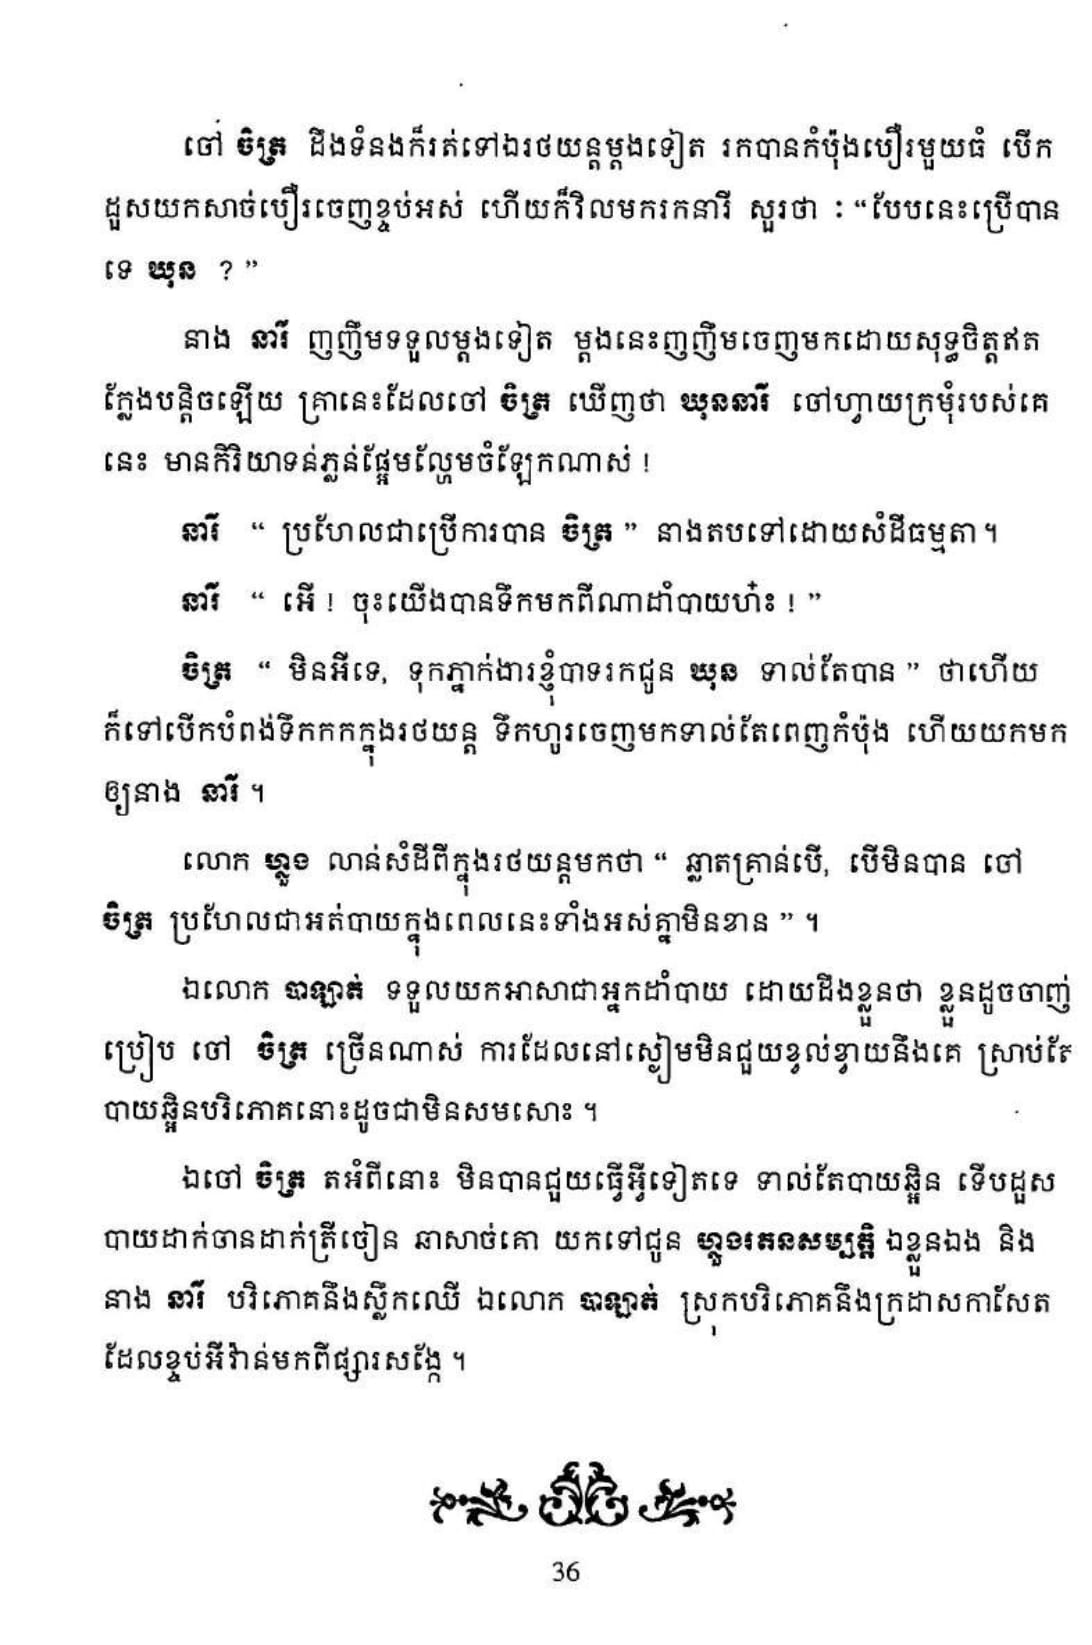 ចៅ ចិត្រ ដឹងទំនងក៏រត់ទៅឯរថយន្តម្តងទៀត រកបានកំប៉ុងបឿរមួយធំ បើក
ដួសយកសាច់បឿរចេញខ្ចប់អស់ ហើយក៏វិលមករកនារី សួរថា : “បែបនេះប្រើបាន
ទេ ឃុន ? ”
នាង នារី ញញឹមទទួលម្តងទៀត ម្តងនេះញញឹមចេញមកដោយសុទ្ធចិត្តឥត
ក្លែងបន្តិចឡើយ គ្រានេះដែលចៅ ចិត្រ ឃើញថា ឃុននារី ចៅហ្វាយក្រមុំរបស់គេ
នេះ មានកិរិយាទន់ភ្លន់ផ្អែមល្ហែមចំឡែកណាស់ !
នារី “ ប្រហែលជាប្រើការបាន ចិត្រ ” នាងតបទៅដោយសំដីធម្មតា ។
នារី “ អើ ! ចុះយើងបានទឹកមកពីណាដាំបាយហ៎ះ ! ”
ចិត្រ “ មិនអីទេ, ទុកភ្នាក់ងារខ្ញុំបាទរកជូន ឃុន ទាល់តែបាន ” ថាហើយ
ក៏ទៅបើកបំពង់ទឹកកកក្នុងរថយន្ត ទឹកហូរចេញមកទាល់តែពេញកំប៉ុង ហើយយកមក
ឲ្យនាង នារី ។
លោក ហ្លួង លាន់សំដីពីក្នុងរថយន្តមកថា “ ឆ្លាតគ្រាន់បើ, បើមិនបាន ចៅ
ចិត្រ ប្រហែលជាអត់បាយក្នុងពេលនេះទាំងអស់គ្នាមិនខាន ” ។
ឯលោក បាឡាត់ ទទួលយកអាសាជាអ្នកដាំបាយ ដោយដឹងខ្លួនថា ខ្លួនដូចចាញ់
ប្រៀប ចៅ ចិត្រ ច្រើនណាស់ ការដែលនៅស្ងៀមមិនជួយខ្វល់ខ្វាយនឹងគេ ស្រាប់តែ
បាយឆ្អិនបរិភោគនោះដូចជាមិនសមសោះ ។
ឯចៅ ចិត្រ តអំពីនោះ មិនបានជួយធ្វើអ្វីទៀតទេ ទាល់តែបាយឆ្អិន ទើបដួស
បាយដាក់ចានដាក់ត្រីចៀន ឆាសាច់គោ យកទៅជូន ហ្លួងរតនសម្បត្តិ ឯខ្លួនឯង និង
នាង នារី បរិភោគនឹងស្លឹកឈើ ឯលោក បាឡាត់ ស្រុកបរិភោគនឹងក្រដាសកាសែត
ដែលខ្ចប់អីវ៉ាន់មកពីផ្សារសង្កែ ។
36